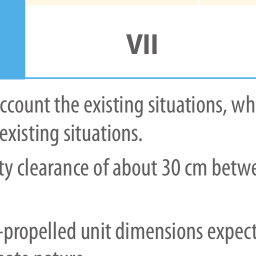 VII
ccount the existing situations, wh
existing situations.
ty clearance of about 30 cm betwe
-propelled unit dimensions expect